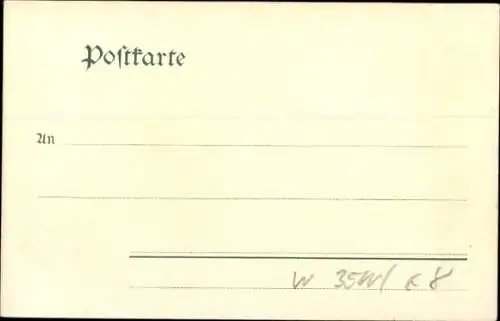 Postkarte
An
W 35W/ € 8